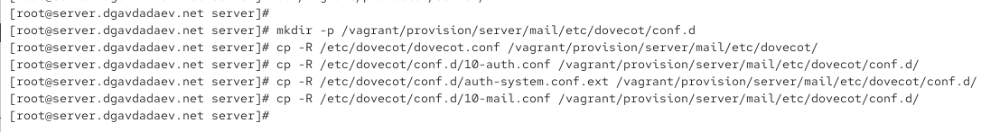 [root@server.dgavdadaev.net server]#
[root@server.dgavdadaev.net server]# mkdir -p /vagrant/provision/server/mail/etc/dovecot/conf.d
[root@server.dgavdadaev.net server]# cp -R /etc/dovecot/dovecot.conf /vagrant/provision/server/mail/etc/dovecot/
[root@server.dgavdadaev.net server]# cp -R /etc/dovecot/conf.d/10-auth.conf /vagrant/provision/server/mail/etc/dovecot/conf.d/
[root@server.dgavdadaev.net server]# cp -R /etc/dovecot/conf.d/auth-system.conf.ext /vagrant/provision/server/mail/etc/dovecot/conf.d/
[root@server.dgavdadaev.net server]# cp -R /etc/dovecot/conf.d/10-mail.conf /vagrant/provision/server/mail/etc/dovecot/conf.d/
[root@server.dgavdadaev.net server]#